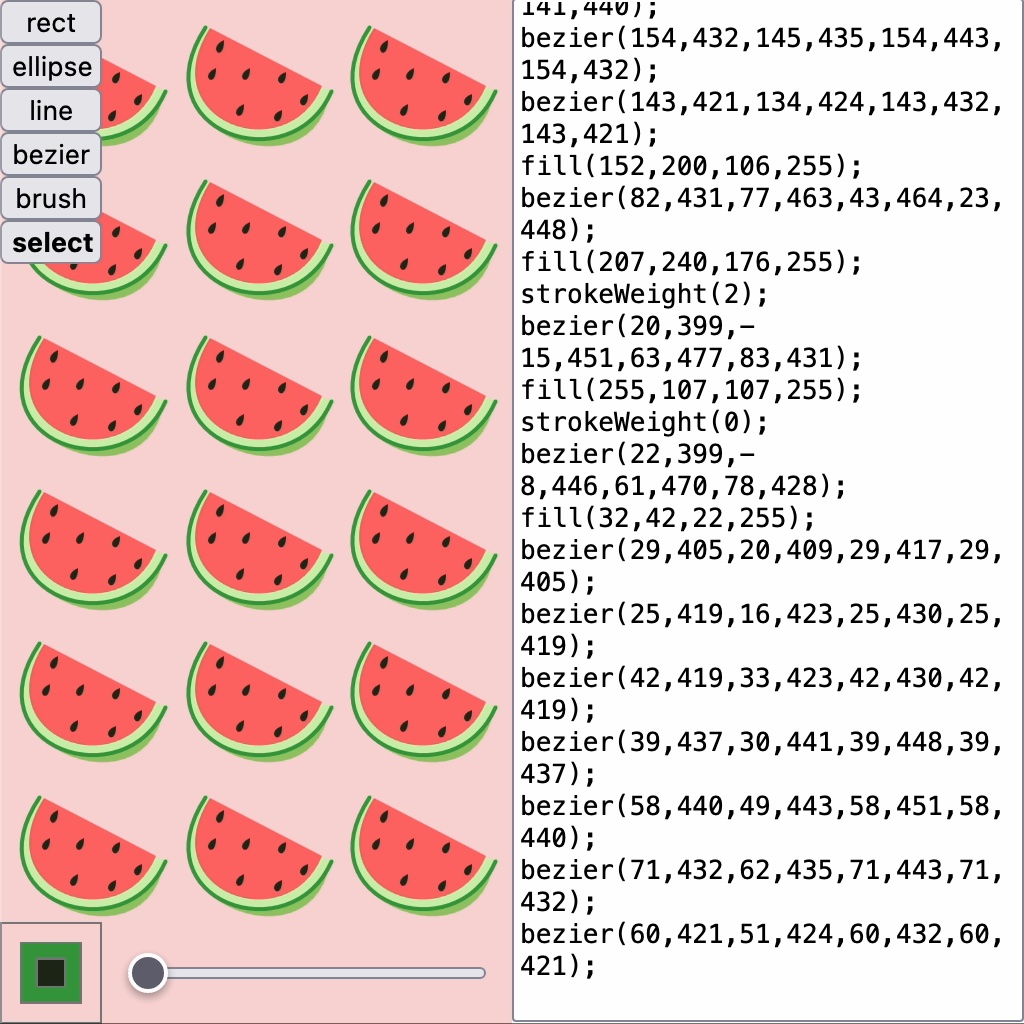 rect
ellipse
line
bezier
brush
select
141,440);
bezier(154,432,145,435,154,443,
154,432);
bezier(143,421,134,424,143,432,
143,421);
fill(152,200,106,255);
bezier(82,431,77,463,43,464,23,
448);
fill(207,240,176,255);
strokeWeight(2);
bezier(20,399,−
15,451,63,477,83,431);
fill(255,107,107,255);
strokeWeight(0);
bezier(22,399,−
8,446,61,470,78,428);
fill(32,42,22,255);
bezier(29,405,20,409,29,417,29,
405);
bezier(25,419,16,423,25,430,25,
419);
bezier(42,419,33,423,42,430,42,
419);
bezier(39,437,30,441,39,448,39,
437);
bezier(58,440,49,443,58,451,58,
440);
bezier(71,432,62,435,71,443,71,
432);
bezier(60,421,51,424,60,432,60,
421);